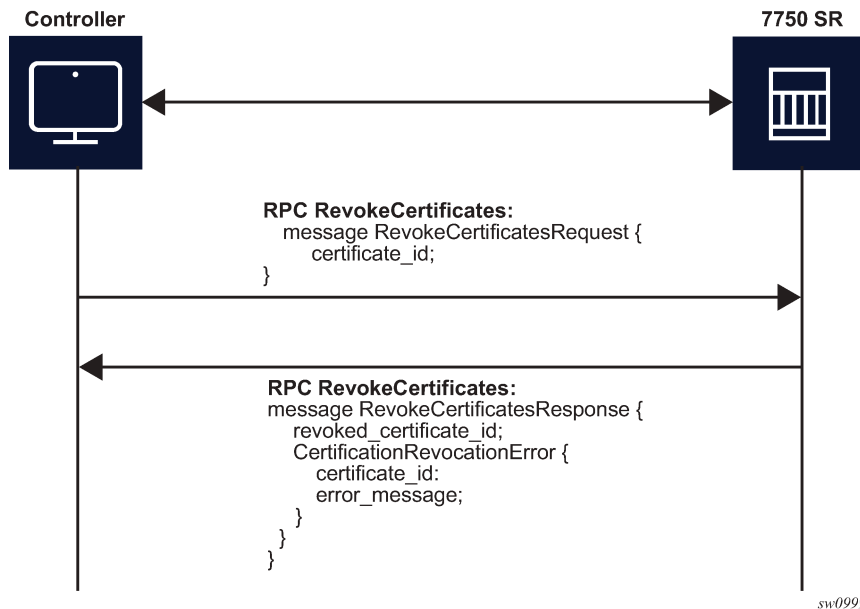 Controller
7750 SR
RPC RevokeCertificates:
message RevokeCertificatesRequest {
certificate_id;
}
RPC RevokeCertificates:
message RevokeCertificatesResponse {
revoked_certificate_id;
CertificationRevocationError {
certificate_id:
error_message;
}
}
}
sw099